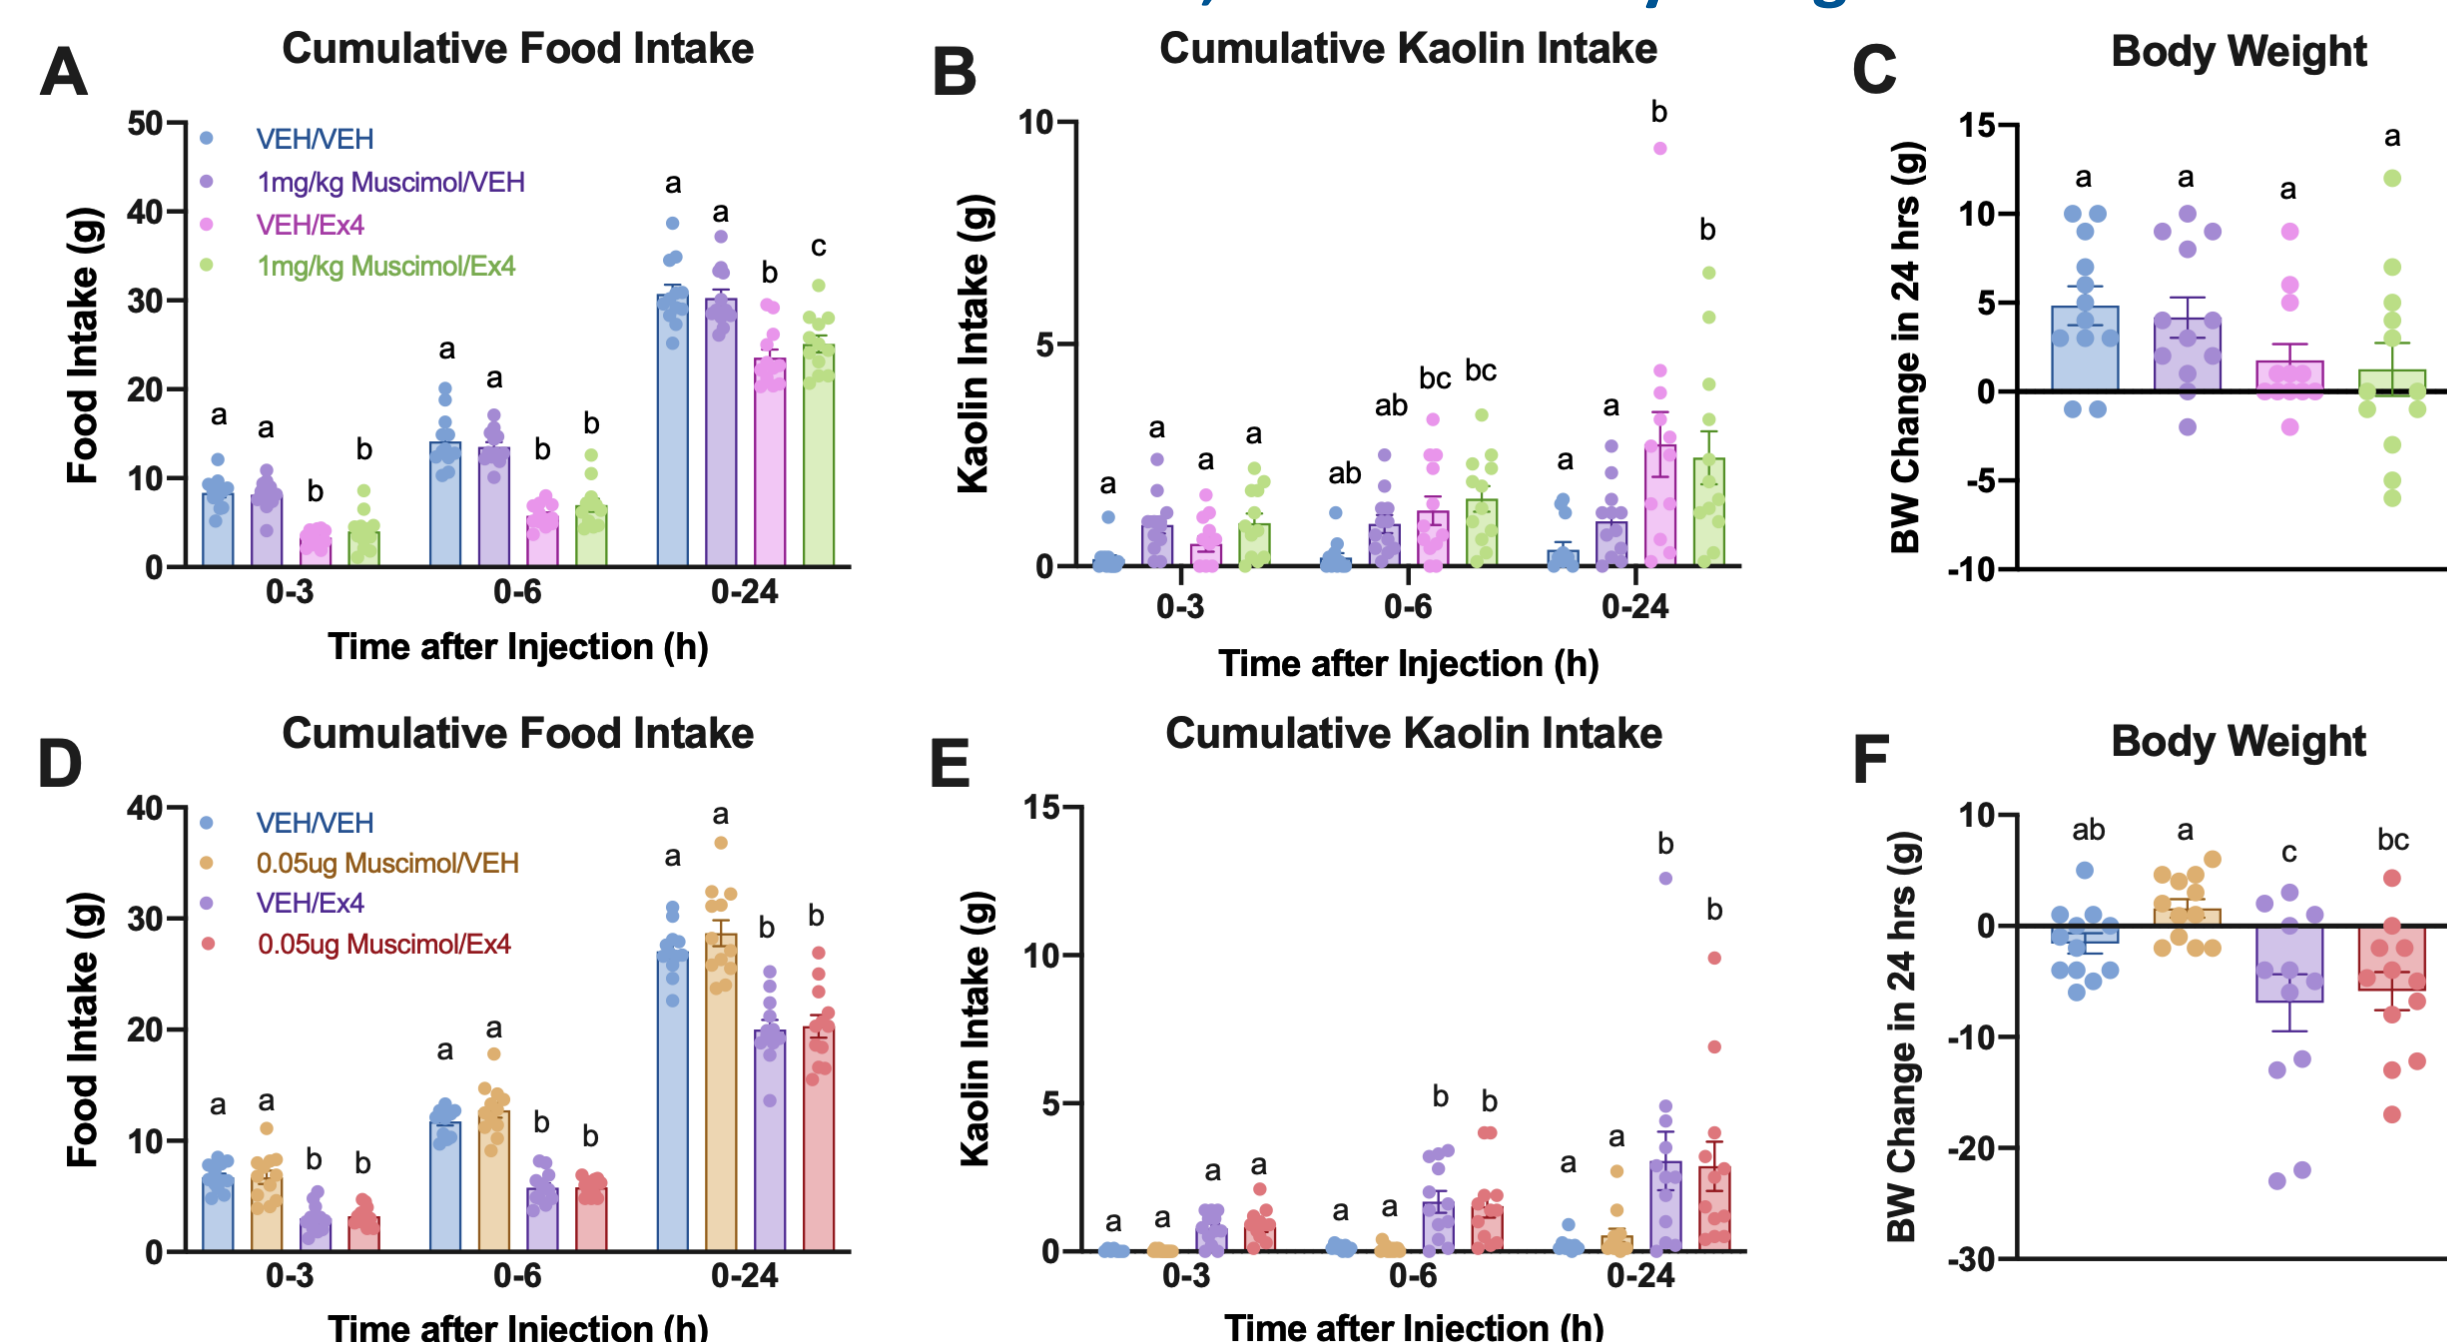 A
Cumulative Food Intake
Food Intake (g)
50
40
30
20
10
0
VEH/VEH
1mg/kg Muscimol/VEH
VEH/Ex4
1mg/kg Muscimol/Ex4
a a b b
a a b b
a a b c
0-3 0-6 0-24
Time after Injection (h)
B
Cumulative Kaolin Intake
Kaolin Intake (g)
10
5
0
a a a a
ab ab bc bc
a a b b
0-3 0-6 0-24
Time after Injection (h)
C
Body Weight
BW Change in 24 hrs (g)
15
10
5
0
-5
-10
a a a a
D
Cumulative Food Intake
Food Intake (g)
40
30
20
10
0
VEH/VEH
0.05ug Muscimol/VEH
VEH/Ex4
0.05ug Muscimol/Ex4
a a b b
a a b b
a a b b
0-3 0-6 0-24
Time after Injection (h)
E
Cumulative Kaolin Intake
Kaolin Intake (g)
15
10
5
0
a a a a
a a b b
a a b b
0-3 0-6 0-24
Time after Injection (h)
F
Body Weight
BW Change in 24 hrs (g)
10
0
-10
-20
-30
ab a c bc